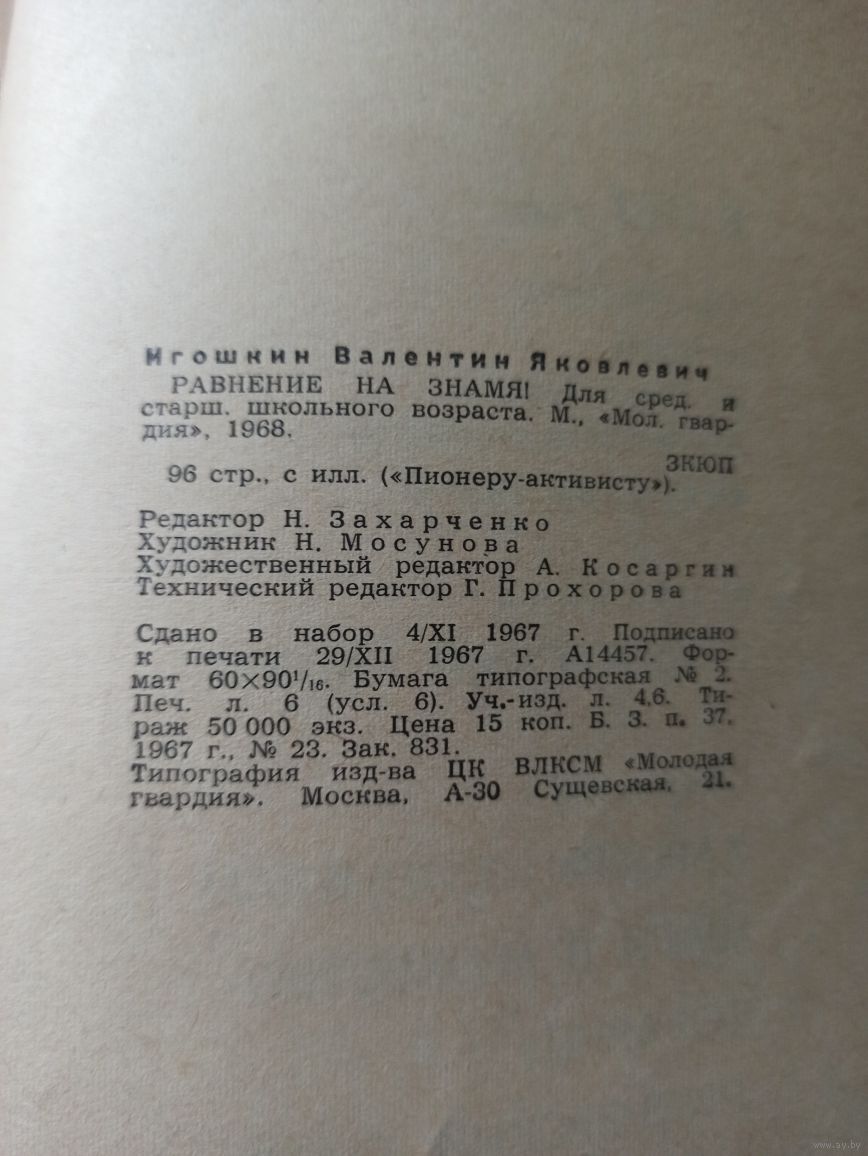 Игошкин Валентин Яковлевич
РАВНЕНИЕ НА ЗНАМЯ! Для сред. и
старш. школьного возраста. М., «Мол. гвар-
дия», 1968.
96 стр., с илл. («Пионеру-активисту»).
ЗКЮП
Редактор Н. Захарченко
Художник Н. Мосунова
Художественный редактор А. Косаргин
Технический редактор Г. Прохорова
Сдано в набор 4/XI 1967 г. Подписано
к печати 29/XII 1967 г. А14457. Фор-
мат 60×90¹/₁₆. Бумага типографская № 2.
Печ. л. 6 (усл. 6). Уч.-изд. л. 4,6. Ти-
раж 50 000 экз. Цена 15 коп. Б. З. п. 37.
1967 г., № 23. Зак. 831.
Типография изд-ва ЦК ВЛКСМ «Молодая
гвардия». Москва, А-30 Сущевская, 21.
www.ay.by